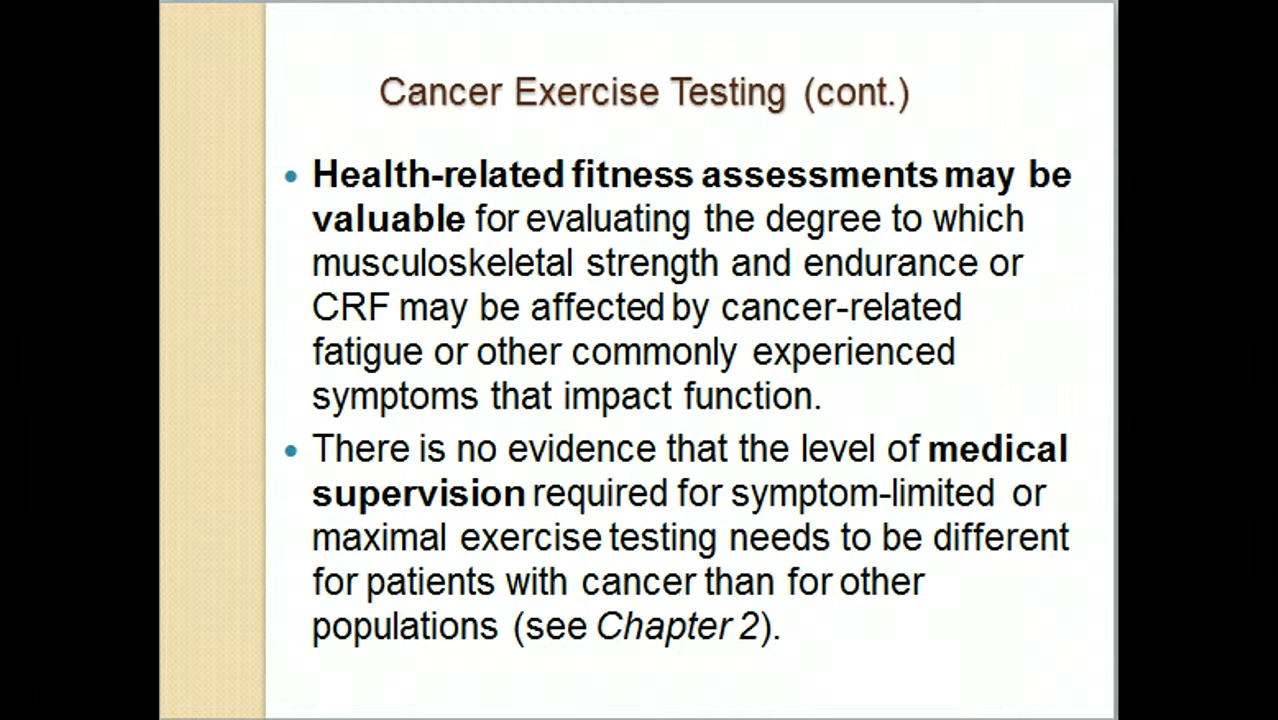 Cancer Exercise Testing (cont.)
• Health-related fitness assessments may be
valuable for evaluating the degree to which
musculoskeletal strength and endurance or
CRF may be affected by cancer-related
fatigue or other commonly experienced
symptoms that impact function.
• There is no evidence that the level of medical
supervision required for symptom-limited or
maximal exercise testing needs to be different
for patients with cancer than for other
populations (see Chapter 2).